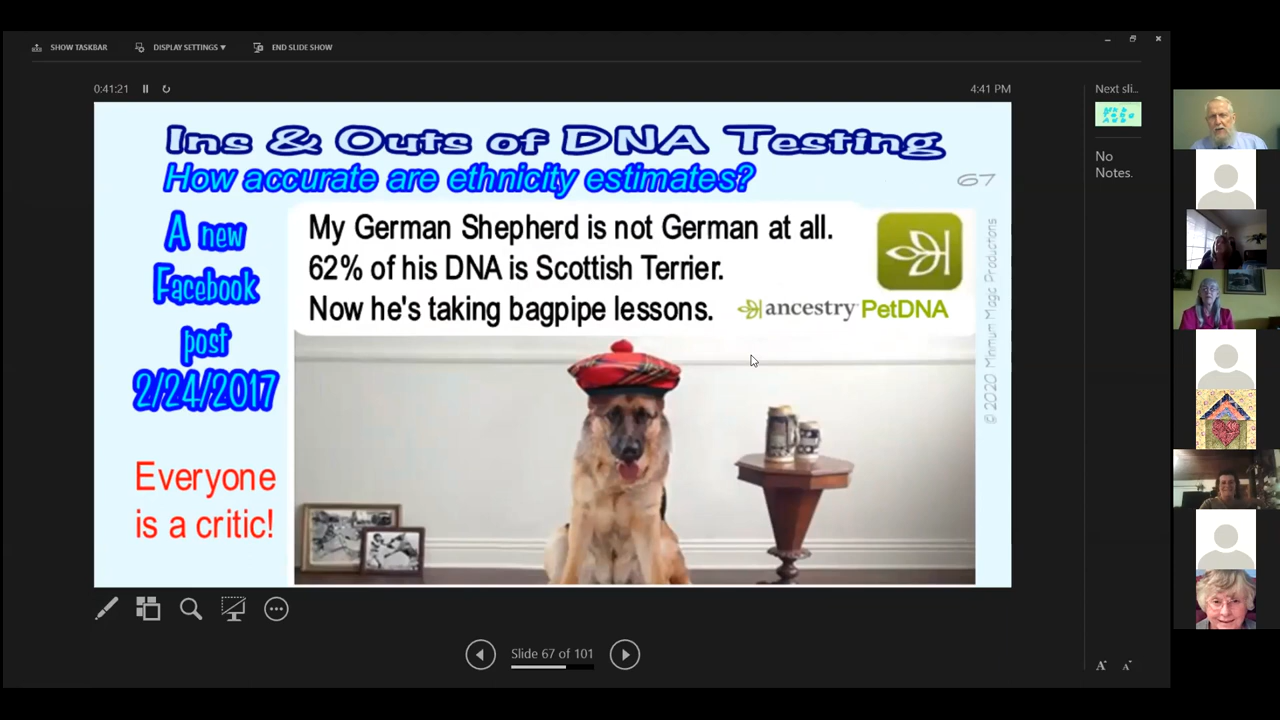 SHOW TASKBAR DISPLAY SETTINGS ▼ END SLIDE SHOW
0:41:21
4:41 PM
Next sli...
Ins & Outs of DNA Testing
How accurate are ethnicity estimates?
67
A new
Facebook
post
2/24/2017
Everyone
is a critic!
My German Shepherd is not German at all.
62% of his DNA is Scottish Terrier.
Now he's taking bagpipe lessons.
ancestry PetDNA
© 2020 Minimum Magic Productions
No
Notes.
Slide 67 of 101
A A